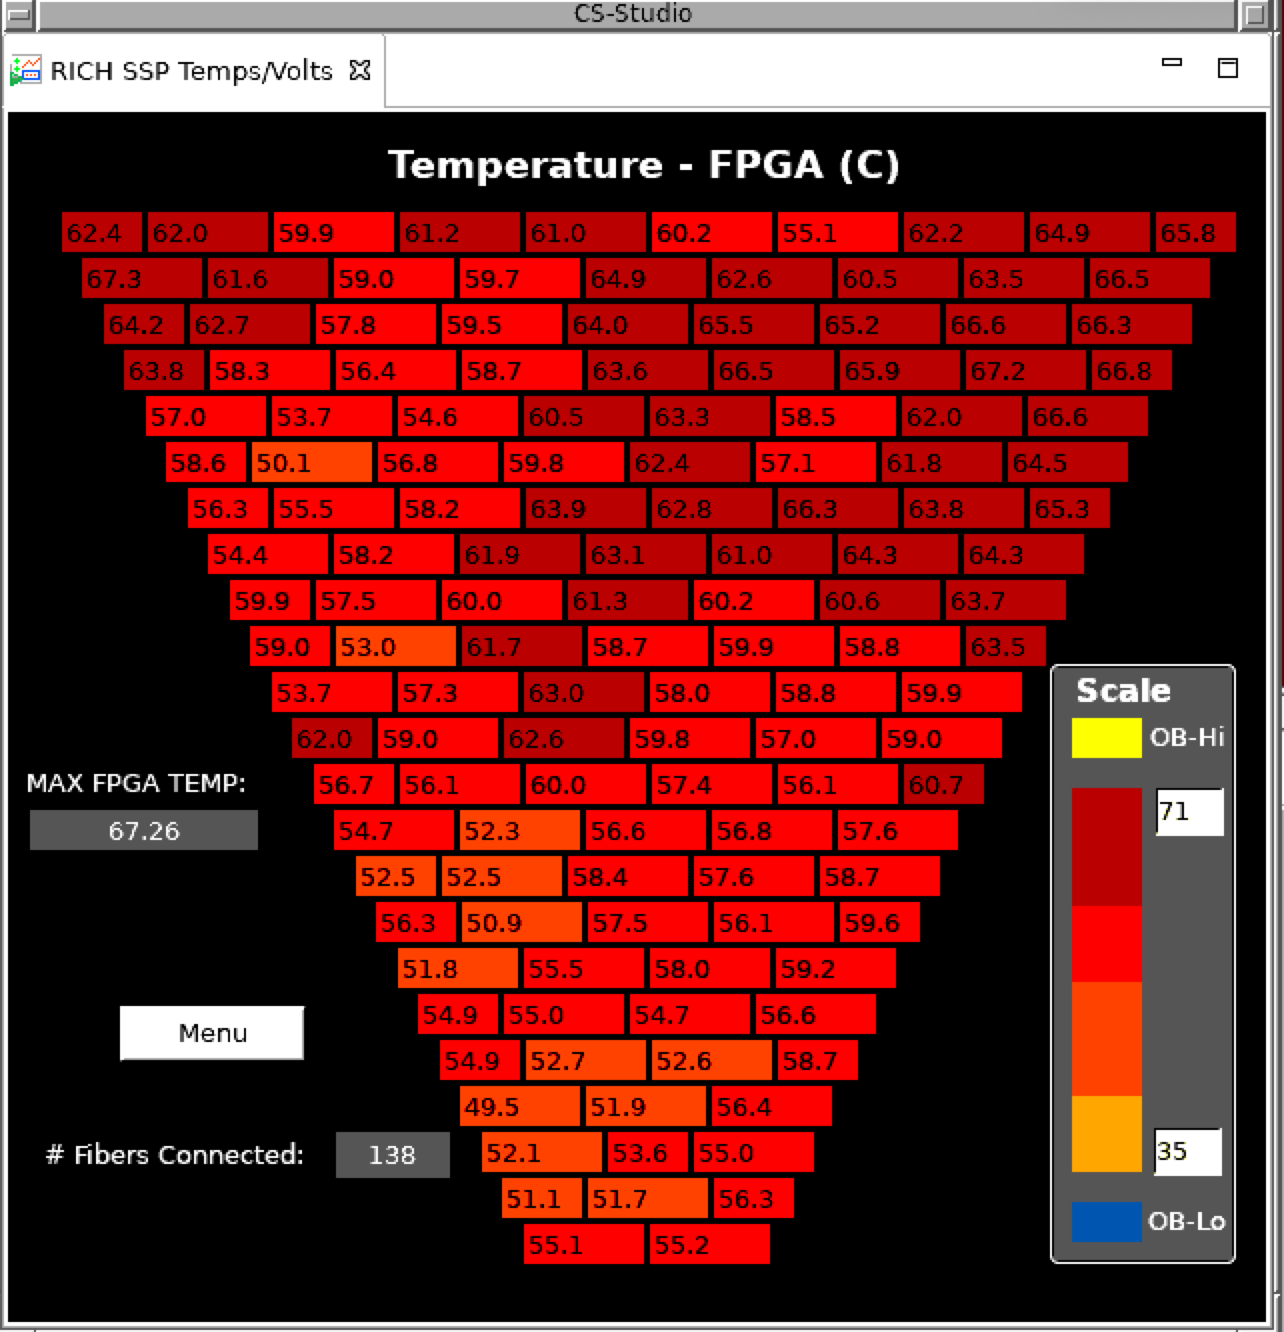 CS-Studio
RICH SSP Temps/Volts
Temperature - FPGA (C)
62.4 62.0 59.9 61.2 61.0 60.2 55.1 62.2 64.9 65.8
67.3 61.6 59.0 59.7 64.9 62.6 60.5 63.5 66.5
64.2 62.7 57.8 59.5 64.0 65.5 65.2 66.6 66.3
63.8 58.3 56.4 58.7 63.6 66.5 65.9 67.2 66.8
57.0 53.7 54.6 60.5 63.3 58.5 62.0 66.6
58.6 50.1 56.8 59.8 62.4 57.1 61.8 64.5
56.3 55.5 58.2 63.9 62.8 66.3 63.8 65.3
54.4 58.2 61.9 63.1 61.0 64.3 64.3
59.9 57.5 60.0 61.3 60.2 60.6 63.7
59.0 53.0 61.7 58.7 59.9 58.8 63.5
53.7 57.3 63.0 58.0 58.8 59.9
62.0 59.0 62.6 59.8 57.0 59.0
56.7 56.1 60.0 57.4 56.1 60.7
54.7 52.3 56.6 56.8 57.6
52.5 52.5 58.4 57.6 58.7
56.3 50.9 57.5 56.1 59.6
51.8 55.5 58.0 59.2
54.9 55.0 54.7 56.6
54.9 52.7 52.6 58.7
49.5 51.9 56.4
52.1 53.6 55.0
51.1 51.7 56.3
55.1 55.2
MAX FPGA TEMP:
67.26
Menu
# Fibers Connected: 138
Scale
OB-Hi
71
35
OB-Lo